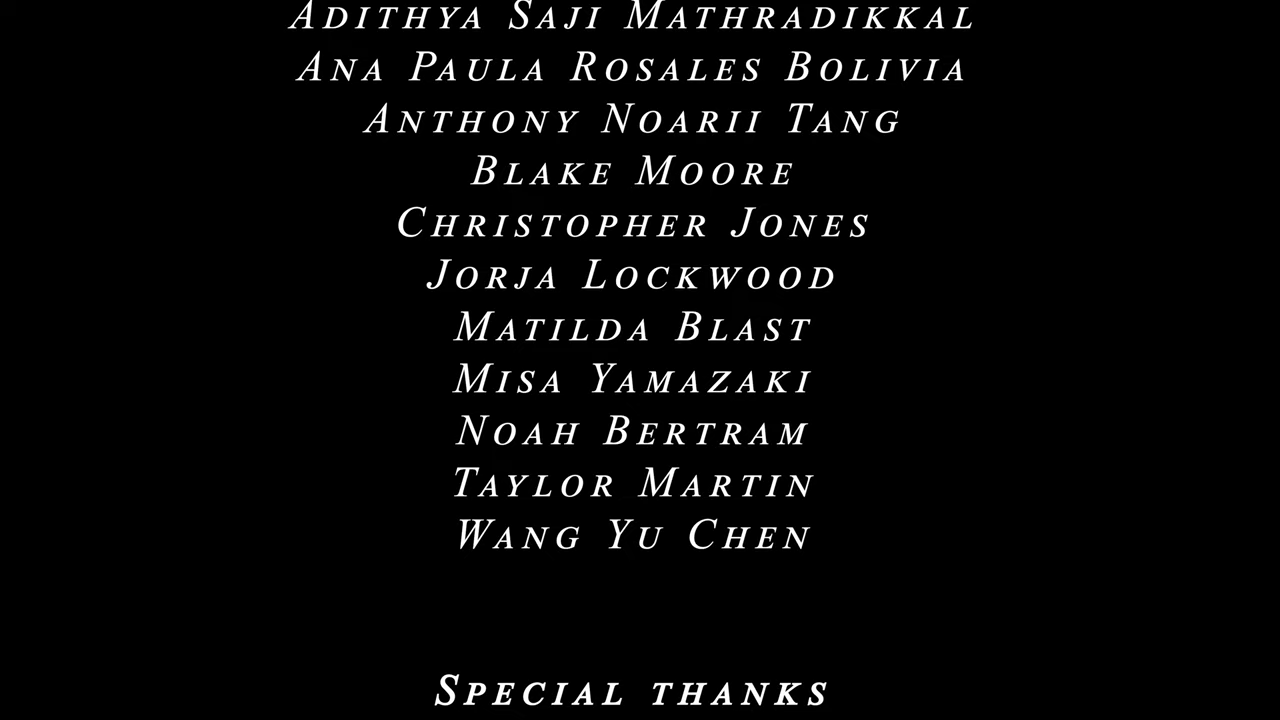 Adithya Saji Mathradikkal
Ana Paula Rosales Bolivia
Anthony Noarii Tang
Blake Moore
Christopher Jones
Jorja Lockwood
Matilda Blast
Misa Yamazaki
Noah Bertram
Taylor Martin
Wang Yu Chen
Special thanks